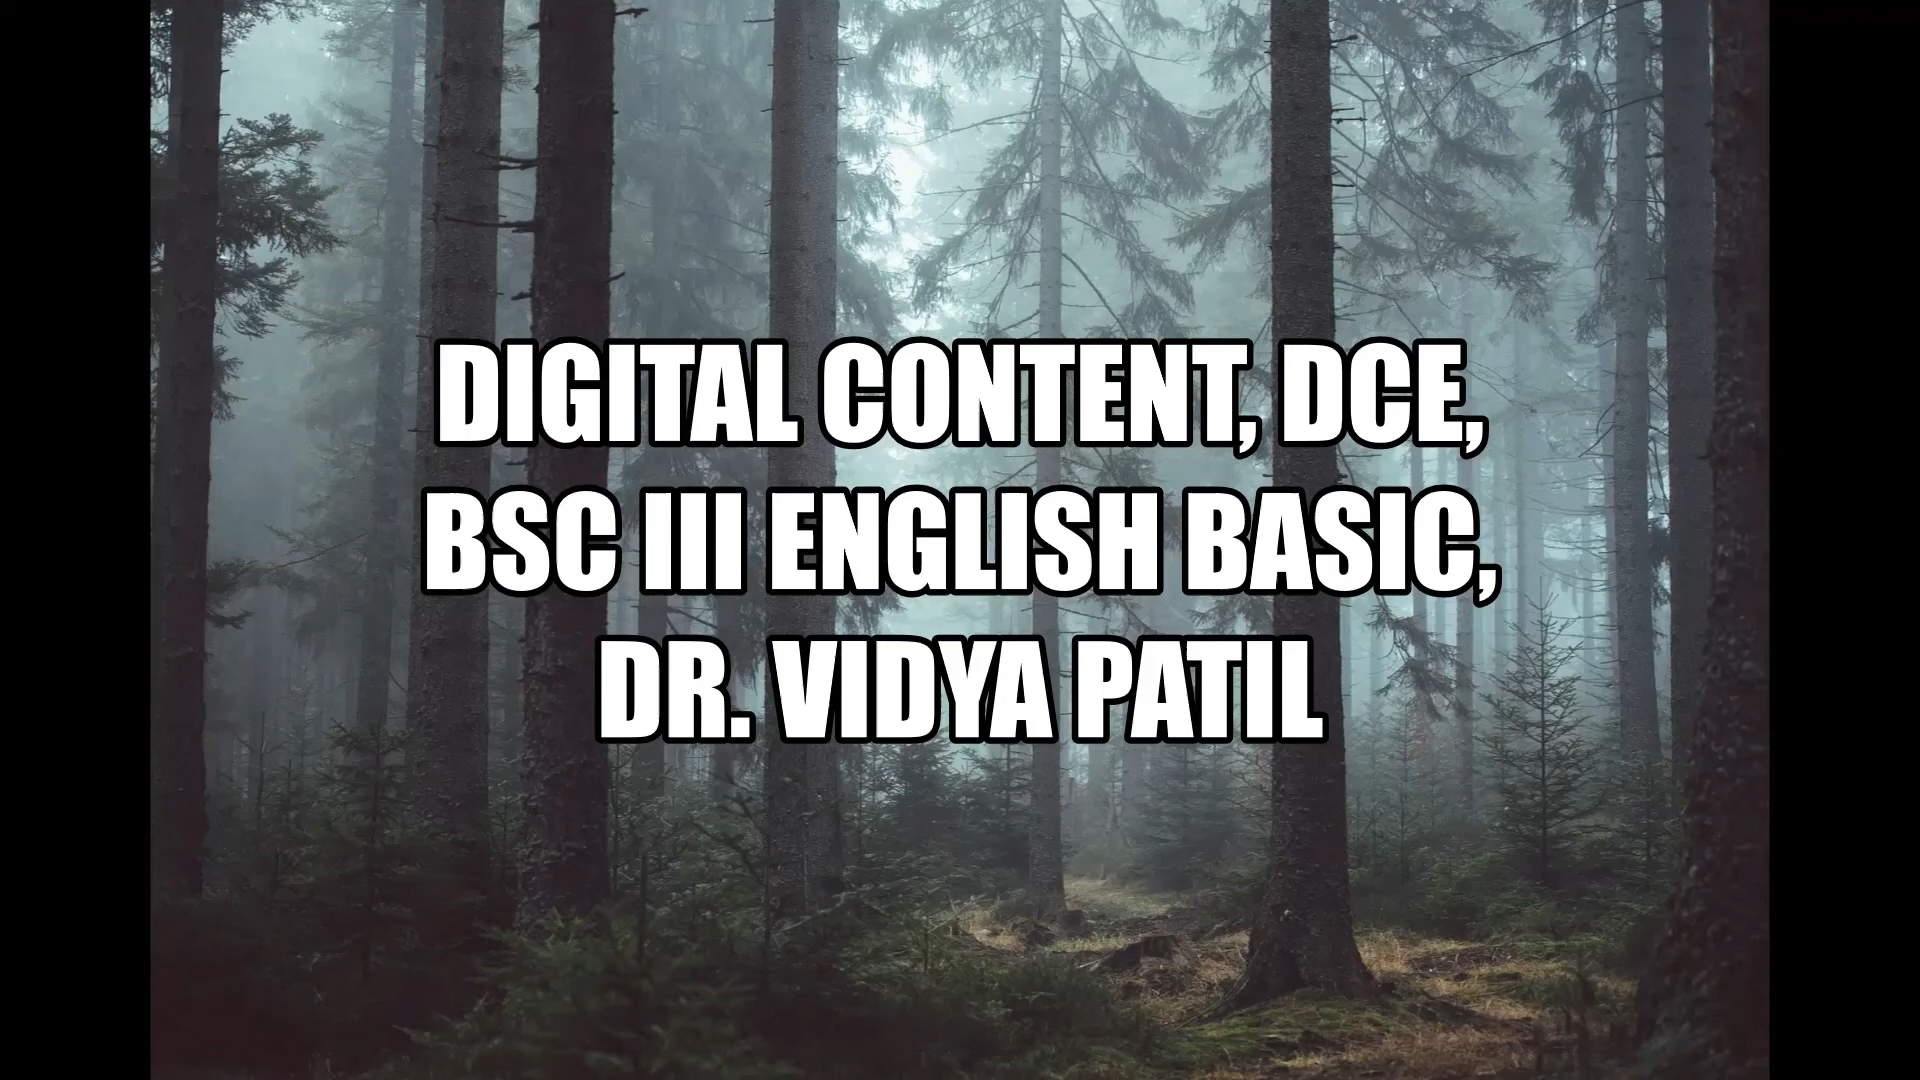 DIGITAL CONTENT, DCE,
BSC III ENGLISH BASIC,
DR. VIDYA PATIL